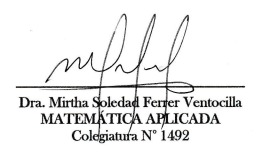 Dra. Mirtha Soledad Ferrer Ventocilla
MATEMÁTICA APLICADA
Colegiatura N° 1492